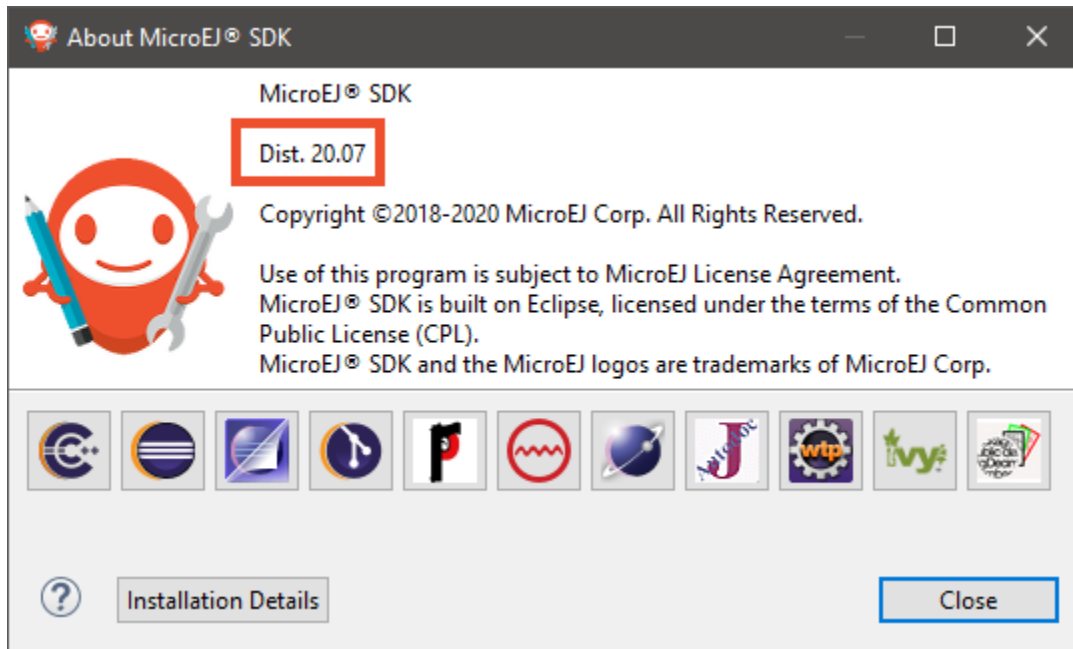 About MicroEJ® SDK
MicroEJ® SDK
Dist. 20.07
Copyright ©2018-2020 MicroEJ Corp. All Rights Reserved.
Use of this program is subject to MicroEJ License Agreement.
MicroEJ® SDK is built on Eclipse, licensed under the terms of the Common
Public License (CPL).
MicroEJ® SDK and the MicroEJ logos are trademarks of MicroEJ Corp.
Autodoc
wtp
ivy
Installation Details
Close